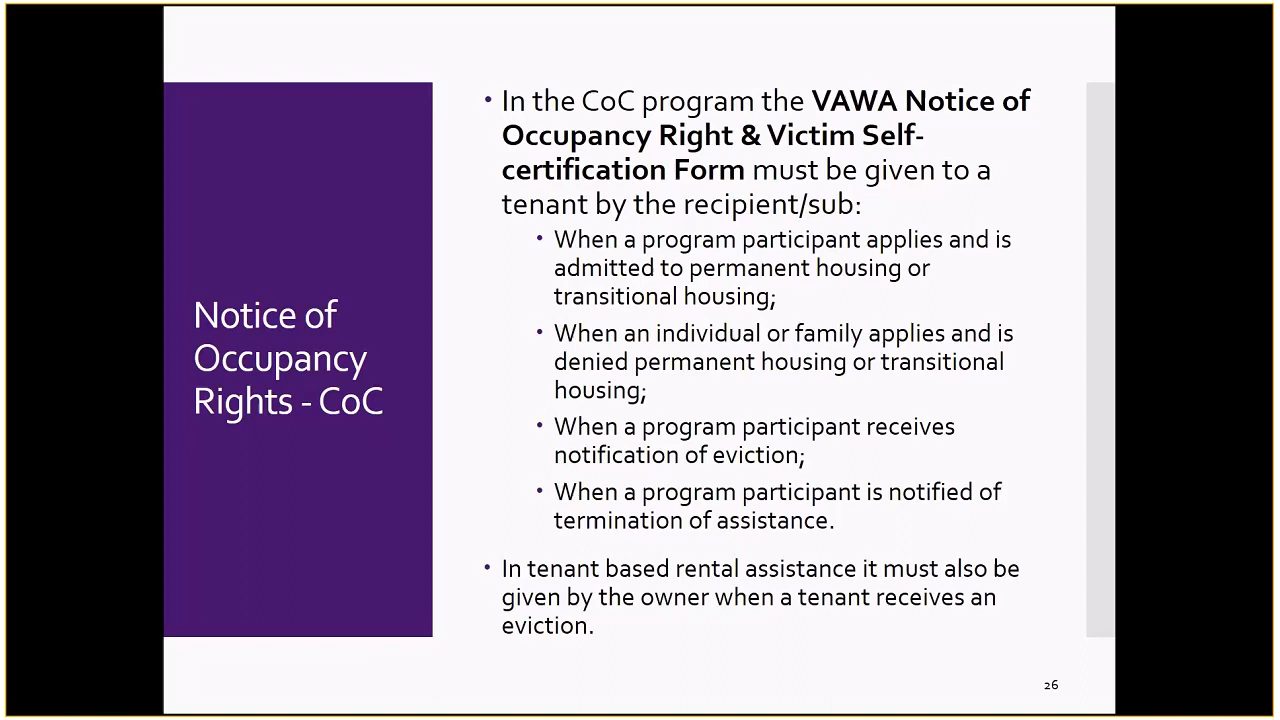 Notice of
Occupancy
Rights - CoC
• In the CoC program the VAWA Notice of
Occupancy Right & Victim Self-
certification Form must be given to a
tenant by the recipient/sub:
• When a program participant applies and is
admitted to permanent housing or
transitional housing;
• When an individual or family applies and is
denied permanent housing or transitional
housing;
• When a program participant receives
notification of eviction;
• When a program participant is notified of
termination of assistance.
• In tenant based rental assistance it must also be
given by the owner when a tenant receives an
eviction.
26